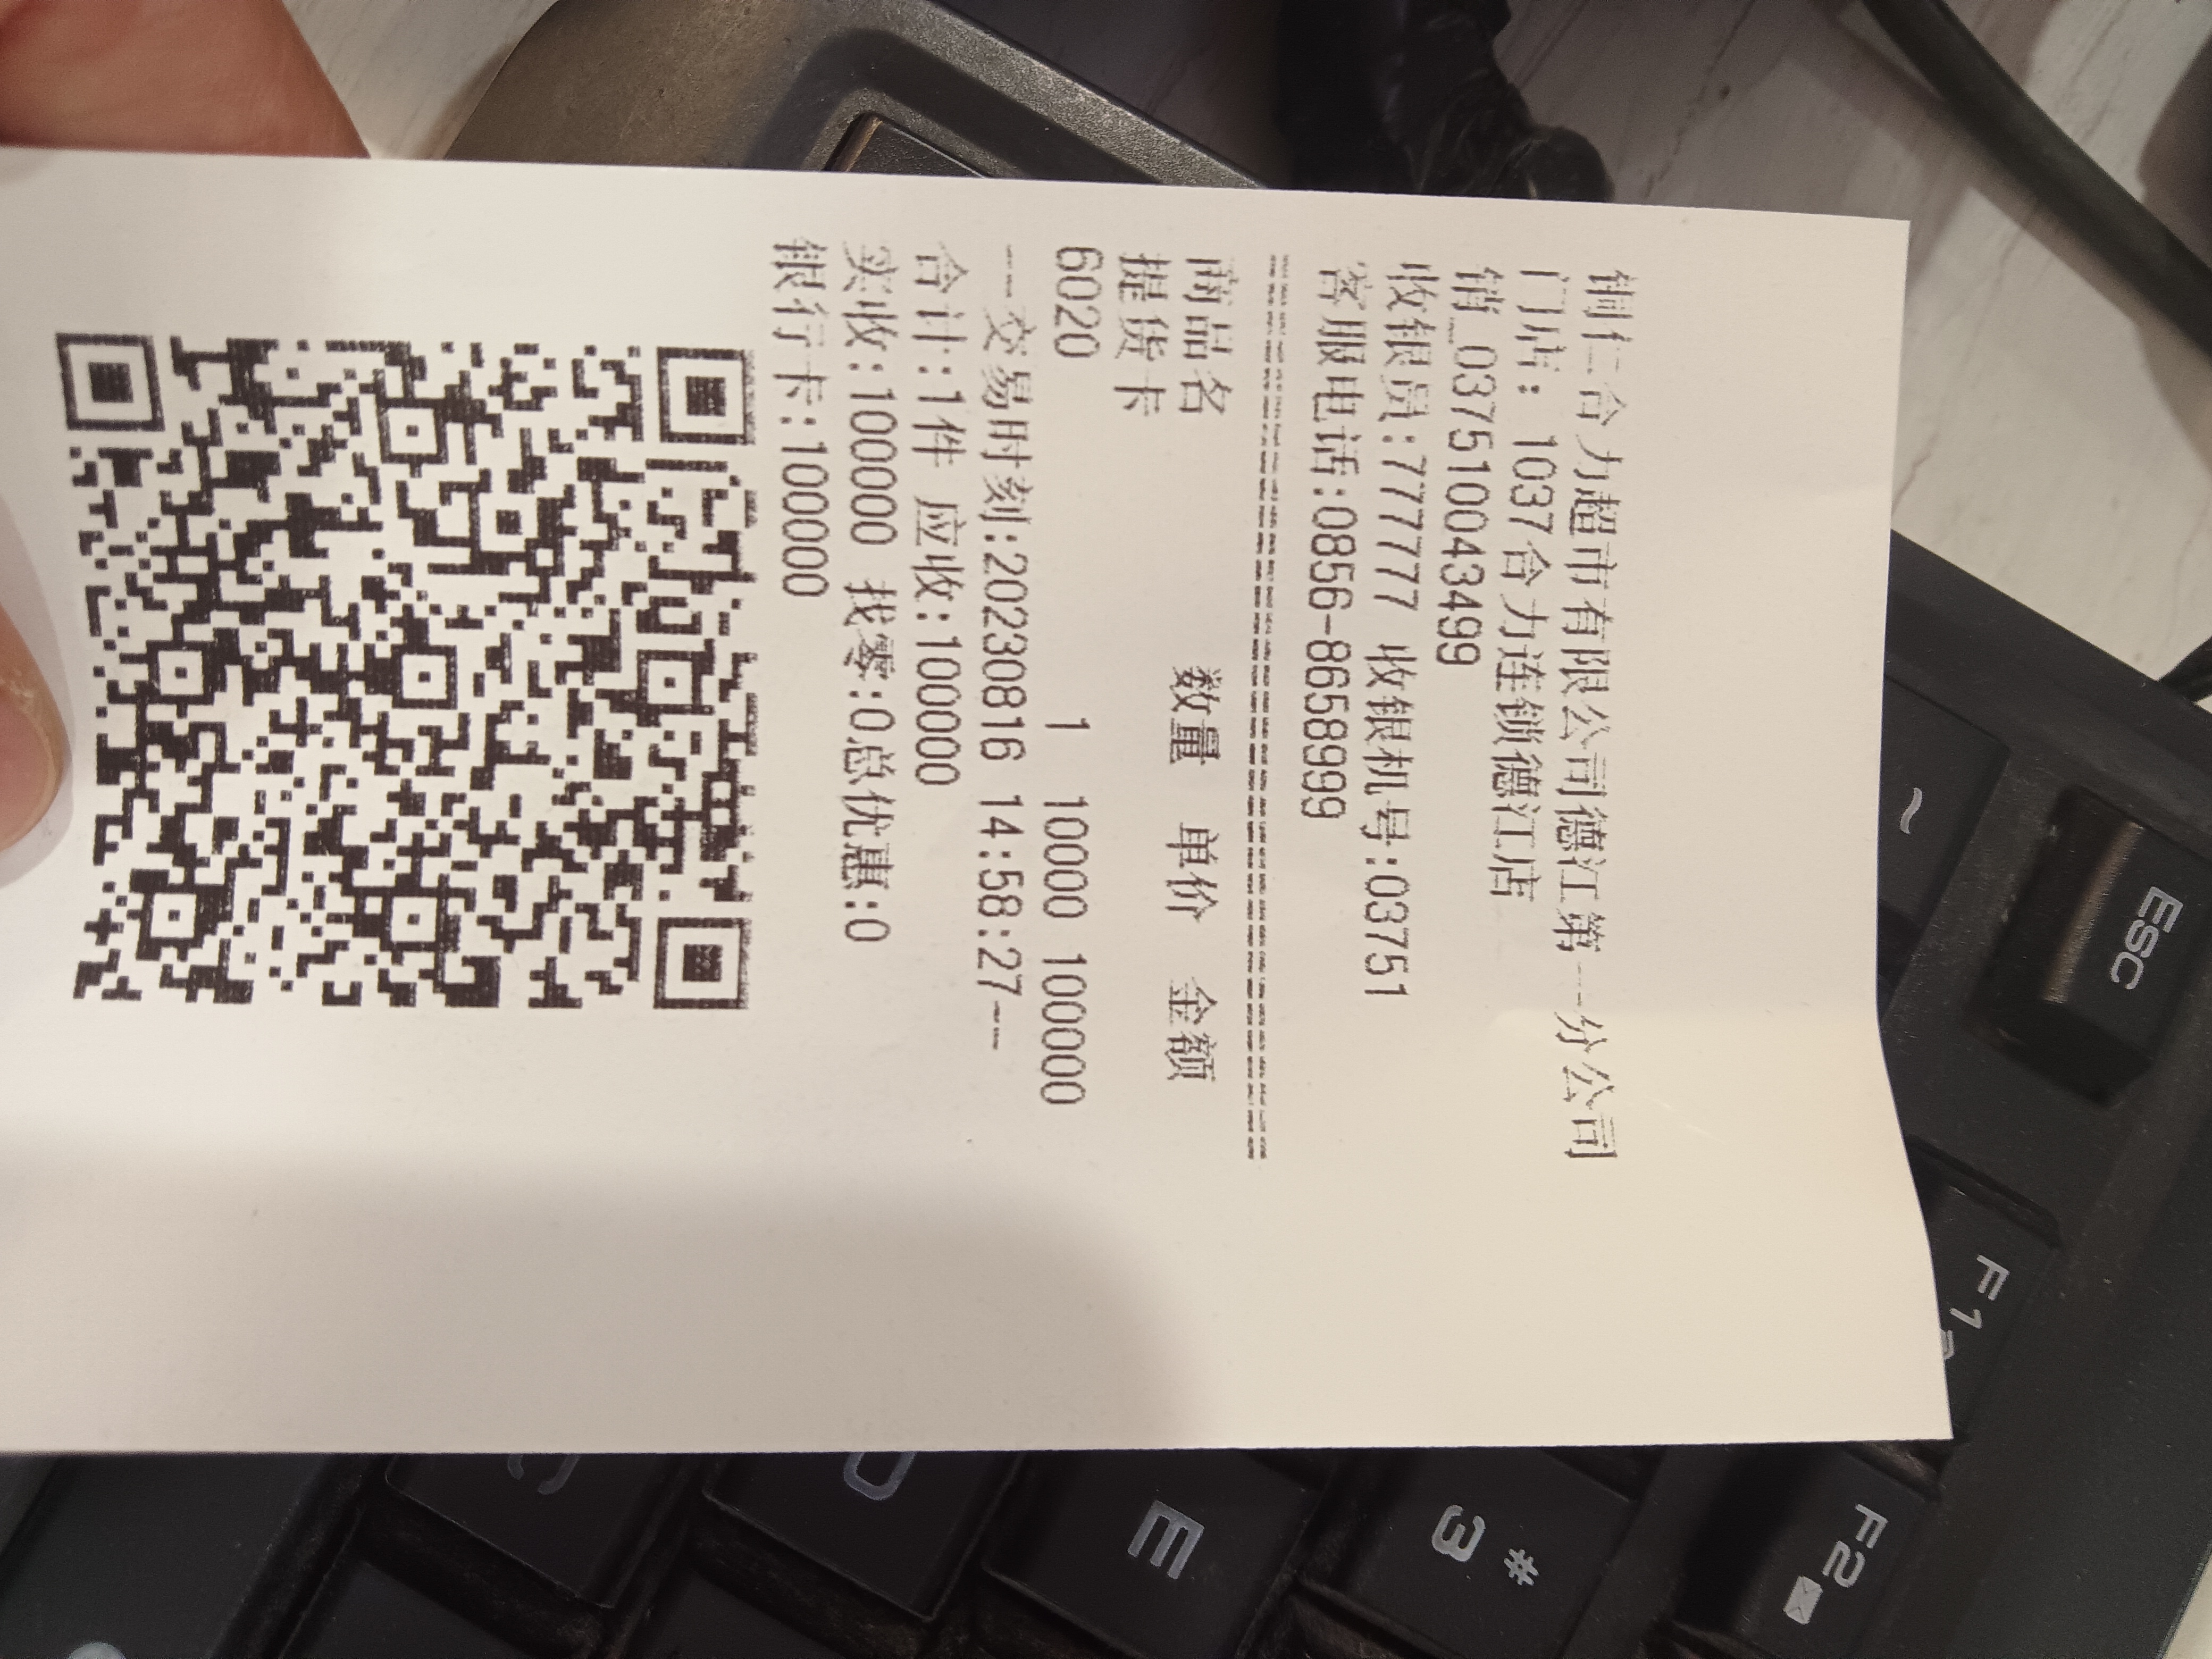 铜仁合力超市有限公司德江第一分公司
门店：1037合力连锁德江店
销_037510043499
收银员:777777 收银机号:03751
客服电话:0856-8658999
==========================================
商品名 数量 单价 金额
提货卡
6020 1 10000 100000
--交易时刻:20230816 14:58:27--
合计:1件 应收:100000
实收:100000 找零:0总优惠:0
银行卡:100000
~
ESC
F1
F2
#
3
E
D